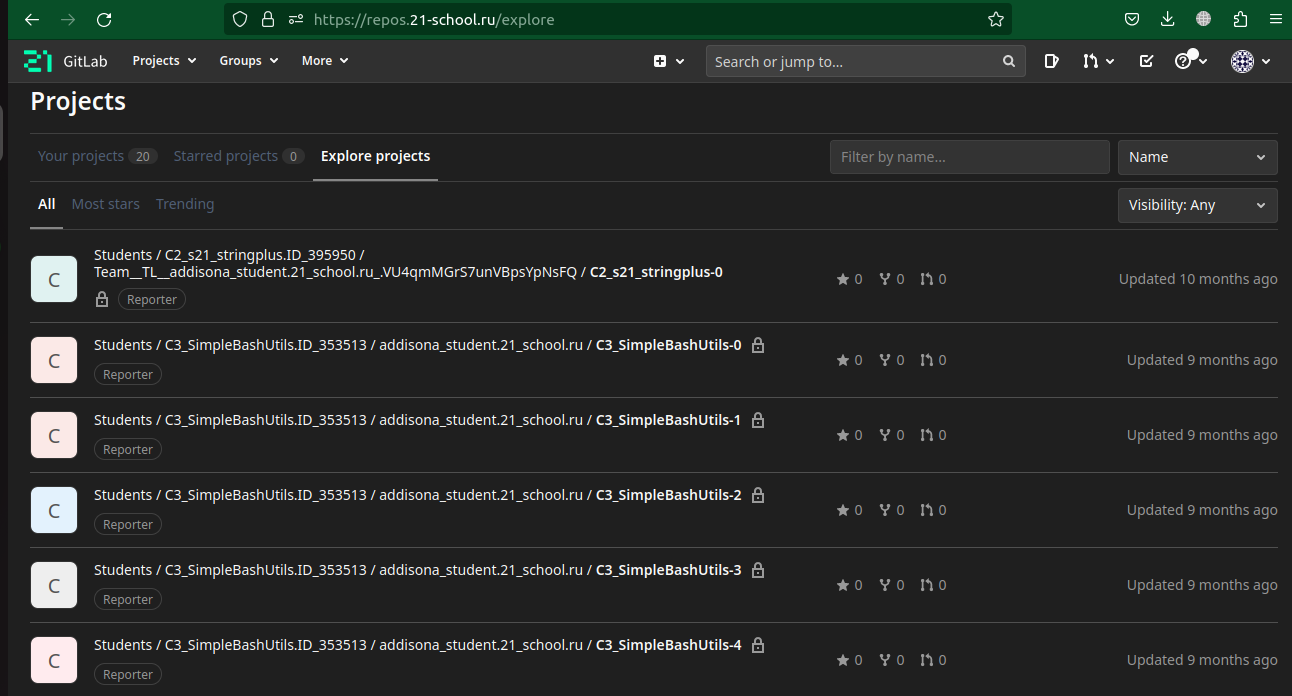 https://repos.21-school.ru/explore
21 GitLab Projects Groups More Search or jump to...
Projects
Your projects 20 Starred projects 0 Explore projects Filter by name... Name
All Most stars Trending Visibility: Any
Students / C2_s21_stringplus.ID_395950 /
C Team__TL__addisona_student.21_school.ru_.VU4qmMGrS7unVBpsYpNsFQ / C2_s21_stringplus-0 0 0 0 Updated 10 months ago
Reporter
C Students / C3_SimpleBashUtils.ID_353513 / addisona_student.21_school.ru / C3_SimpleBashUtils-0 0 0 0 Updated 9 months ago
Reporter
C Students / C3_SimpleBashUtils.ID_353513 / addisona_student.21_school.ru / C3_SimpleBashUtils-1 0 0 0 Updated 9 months ago
Reporter
C Students / C3_SimpleBashUtils.ID_353513 / addisona_student.21_school.ru / C3_SimpleBashUtils-2 0 0 0 Updated 9 months ago
Reporter
C Students / C3_SimpleBashUtils.ID_353513 / addisona_student.21_school.ru / C3_SimpleBashUtils-3 0 0 0 Updated 9 months ago
Reporter
C Students / C3_SimpleBashUtils.ID_353513 / addisona_student.21_school.ru / C3_SimpleBashUtils-4 0 0 0 Updated 9 months ago
Reporter